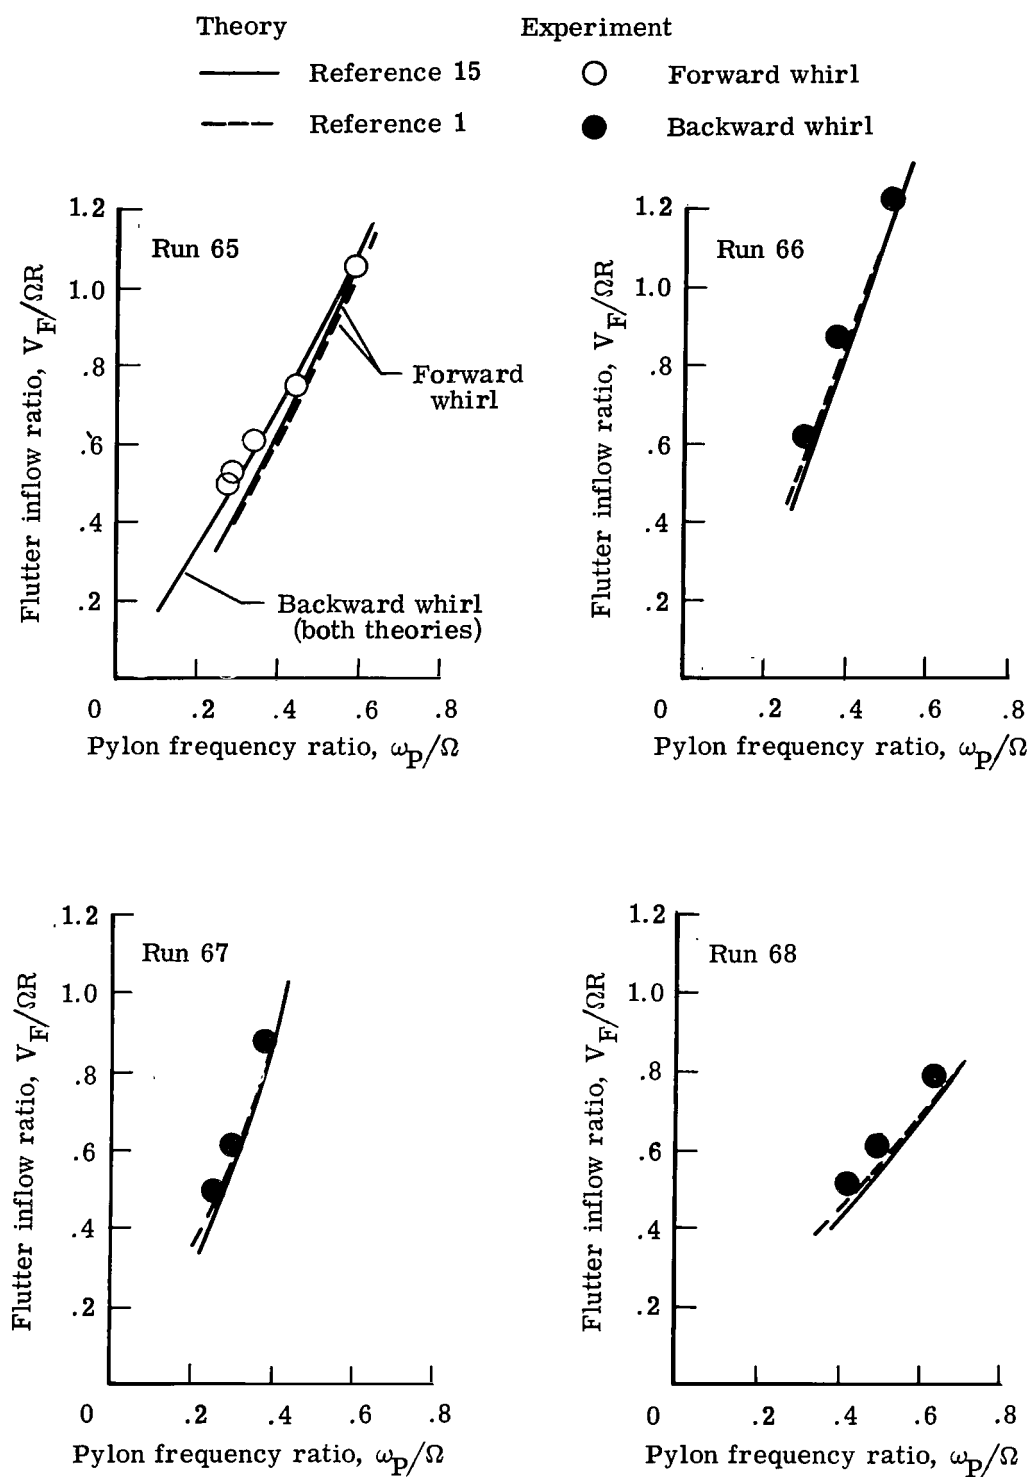 Theory Experiment
Reference 15 Forward whirl
Reference 1 Backward whirl
1.2
1.0
.8
.6
.4
.2
0 .2 .4 .6 .8
Run 65
Forward
whirl
Backward whirl
(both theories)
Flutter inflow ratio, V_F/ΩR
Pylon frequency ratio, ω_P/Ω
1.2
1.0
.8
.6
.4
.2
0 .2 .4 .6 .8
Run 66
Flutter inflow ratio, V_F/ΩR
Pylon frequency ratio, ω_P/Ω
1.2
1.0
.8
.6
.4
.2
0 .2 .4 .6 .8
Run 67
Flutter inflow ratio, V_F/ΩR
Pylon frequency ratio, ω_P/Ω
1.2
1.0
.8
.6
.4
.2
0 .2 .4 .6 .8
Run 68
Flutter inflow ratio, V_F/ΩR
Pylon frequency ratio, ω_P/Ω